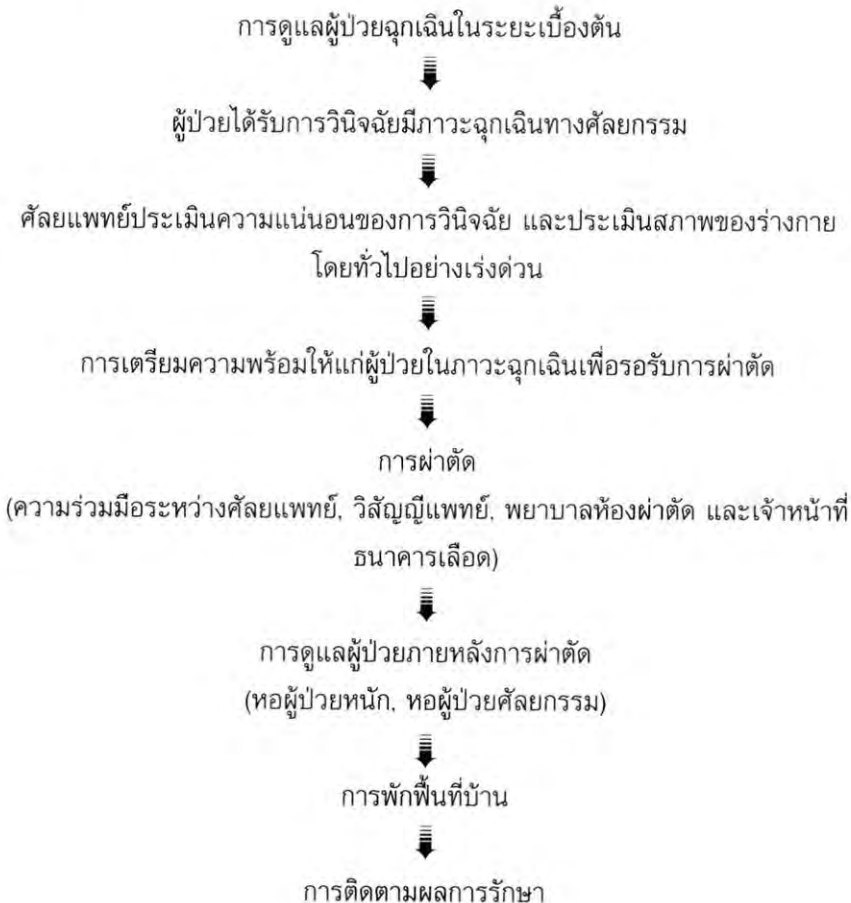 การดูแลผู้ป่วยฉุกเฉินในระยะเบื้องต้น
ผู้ป่วยได้รับการวินิจฉัยมีภาวะฉุกเฉินทางศัลยกรรม
ศัลยแพทย์ประเมินความแน่นอนของการวินิจฉัย และประเมินสภาพของร่างกาย
โดยทั่วไปอย่างเร่งด่วน
การเตรียมความพร้อมให้แก่ผู้ป่วยในภาวะฉุกเฉินเพื่อรอรับการผ่าตัด
การผ่าตัด
(ความร่วมมือระหว่างศัลยแพทย์, วิสัญญีแพทย์, พยาบาลห้องผ่าตัด และเจ้าหน้าที่
ธนาคารเลือด)
การดูแลผู้ป่วยภายหลังการผ่าตัด
(หอผู้ป่วยหนัก, หอผู้ป่วยศัลยกรรม)
การพักฟื้นที่บ้าน
การติดตามผลการรักษา